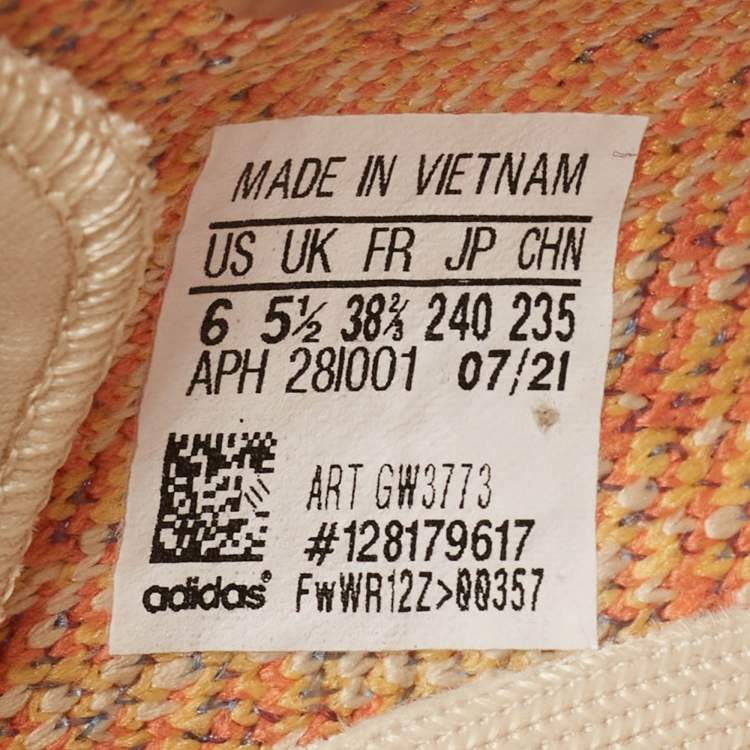 MADE IN VIETNAM
US UK FR JP CHN
6 5½ 38⅔ 240 235
APH 28I001 07/21
ART GW3773
#128179617
adidas® FwWR12Z>00357